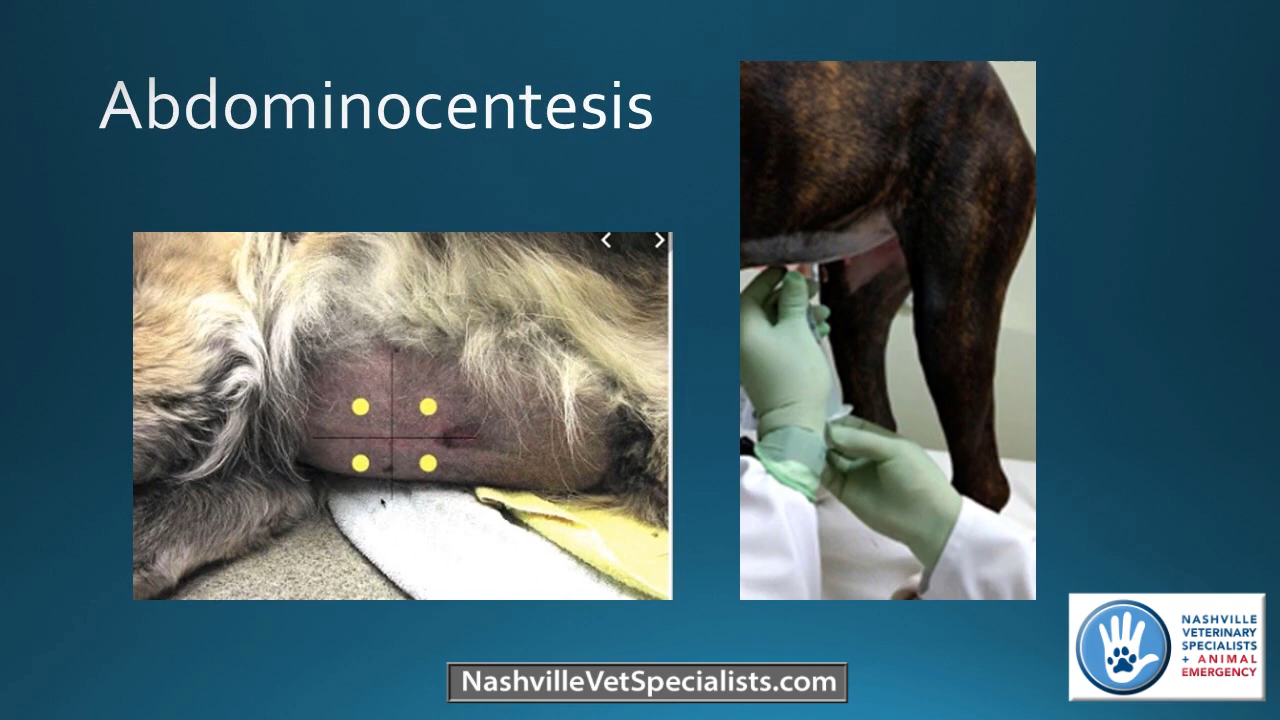 Abdominocentesis
NASHVILLE
VETERINARY
SPECIALISTS
+ ANIMAL
EMERGENCY
NashvilleVetSpecialists.com